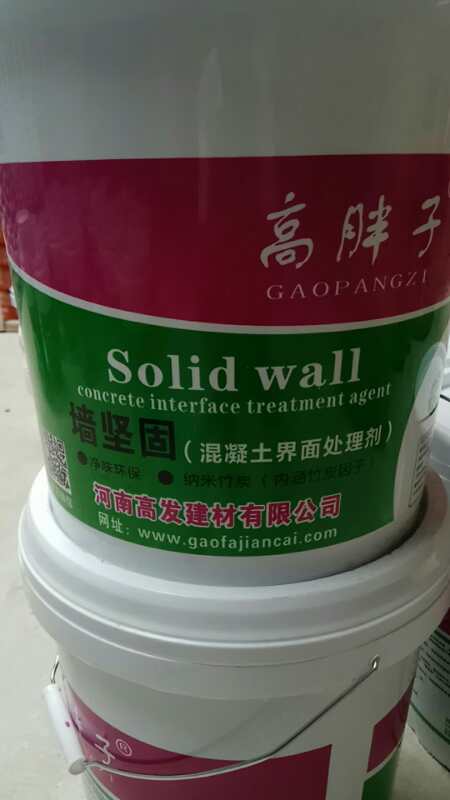 高胖子
GAOPANGZI
Solid wall
concrete interface treatment agent
墙坚固（混凝土界面处理剂）
●净味环保 ●纳米竹炭（内涵竹炭因子）
河南高发建材有限公司
网址：www.gaofajiancai.com
子®